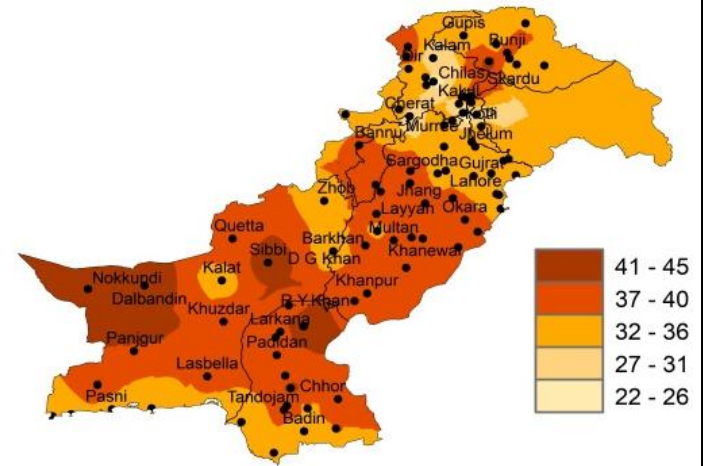 Gupis
Bunji
Dir
Kalam
Chilas
Skardu
Kakul
Cherat
Kotli
Murree
Jhelum
Bannu
Sargodha
Gujrat
Lahore
Zhob
Jhang
Layyah
Okara
Quetta
Multan
Barkhan
Khanewal
Sibbi
D G Khan
Kalat
Nokkundi
Khanpur
Dalbandin
R Y Khan
Khuzdar
Larkana
Panjgur
Padidan
Lasbella
Chhor
Pasni
Tandojam
Badin
41 - 45
37 - 40
32 - 36
27 - 31
22 - 26